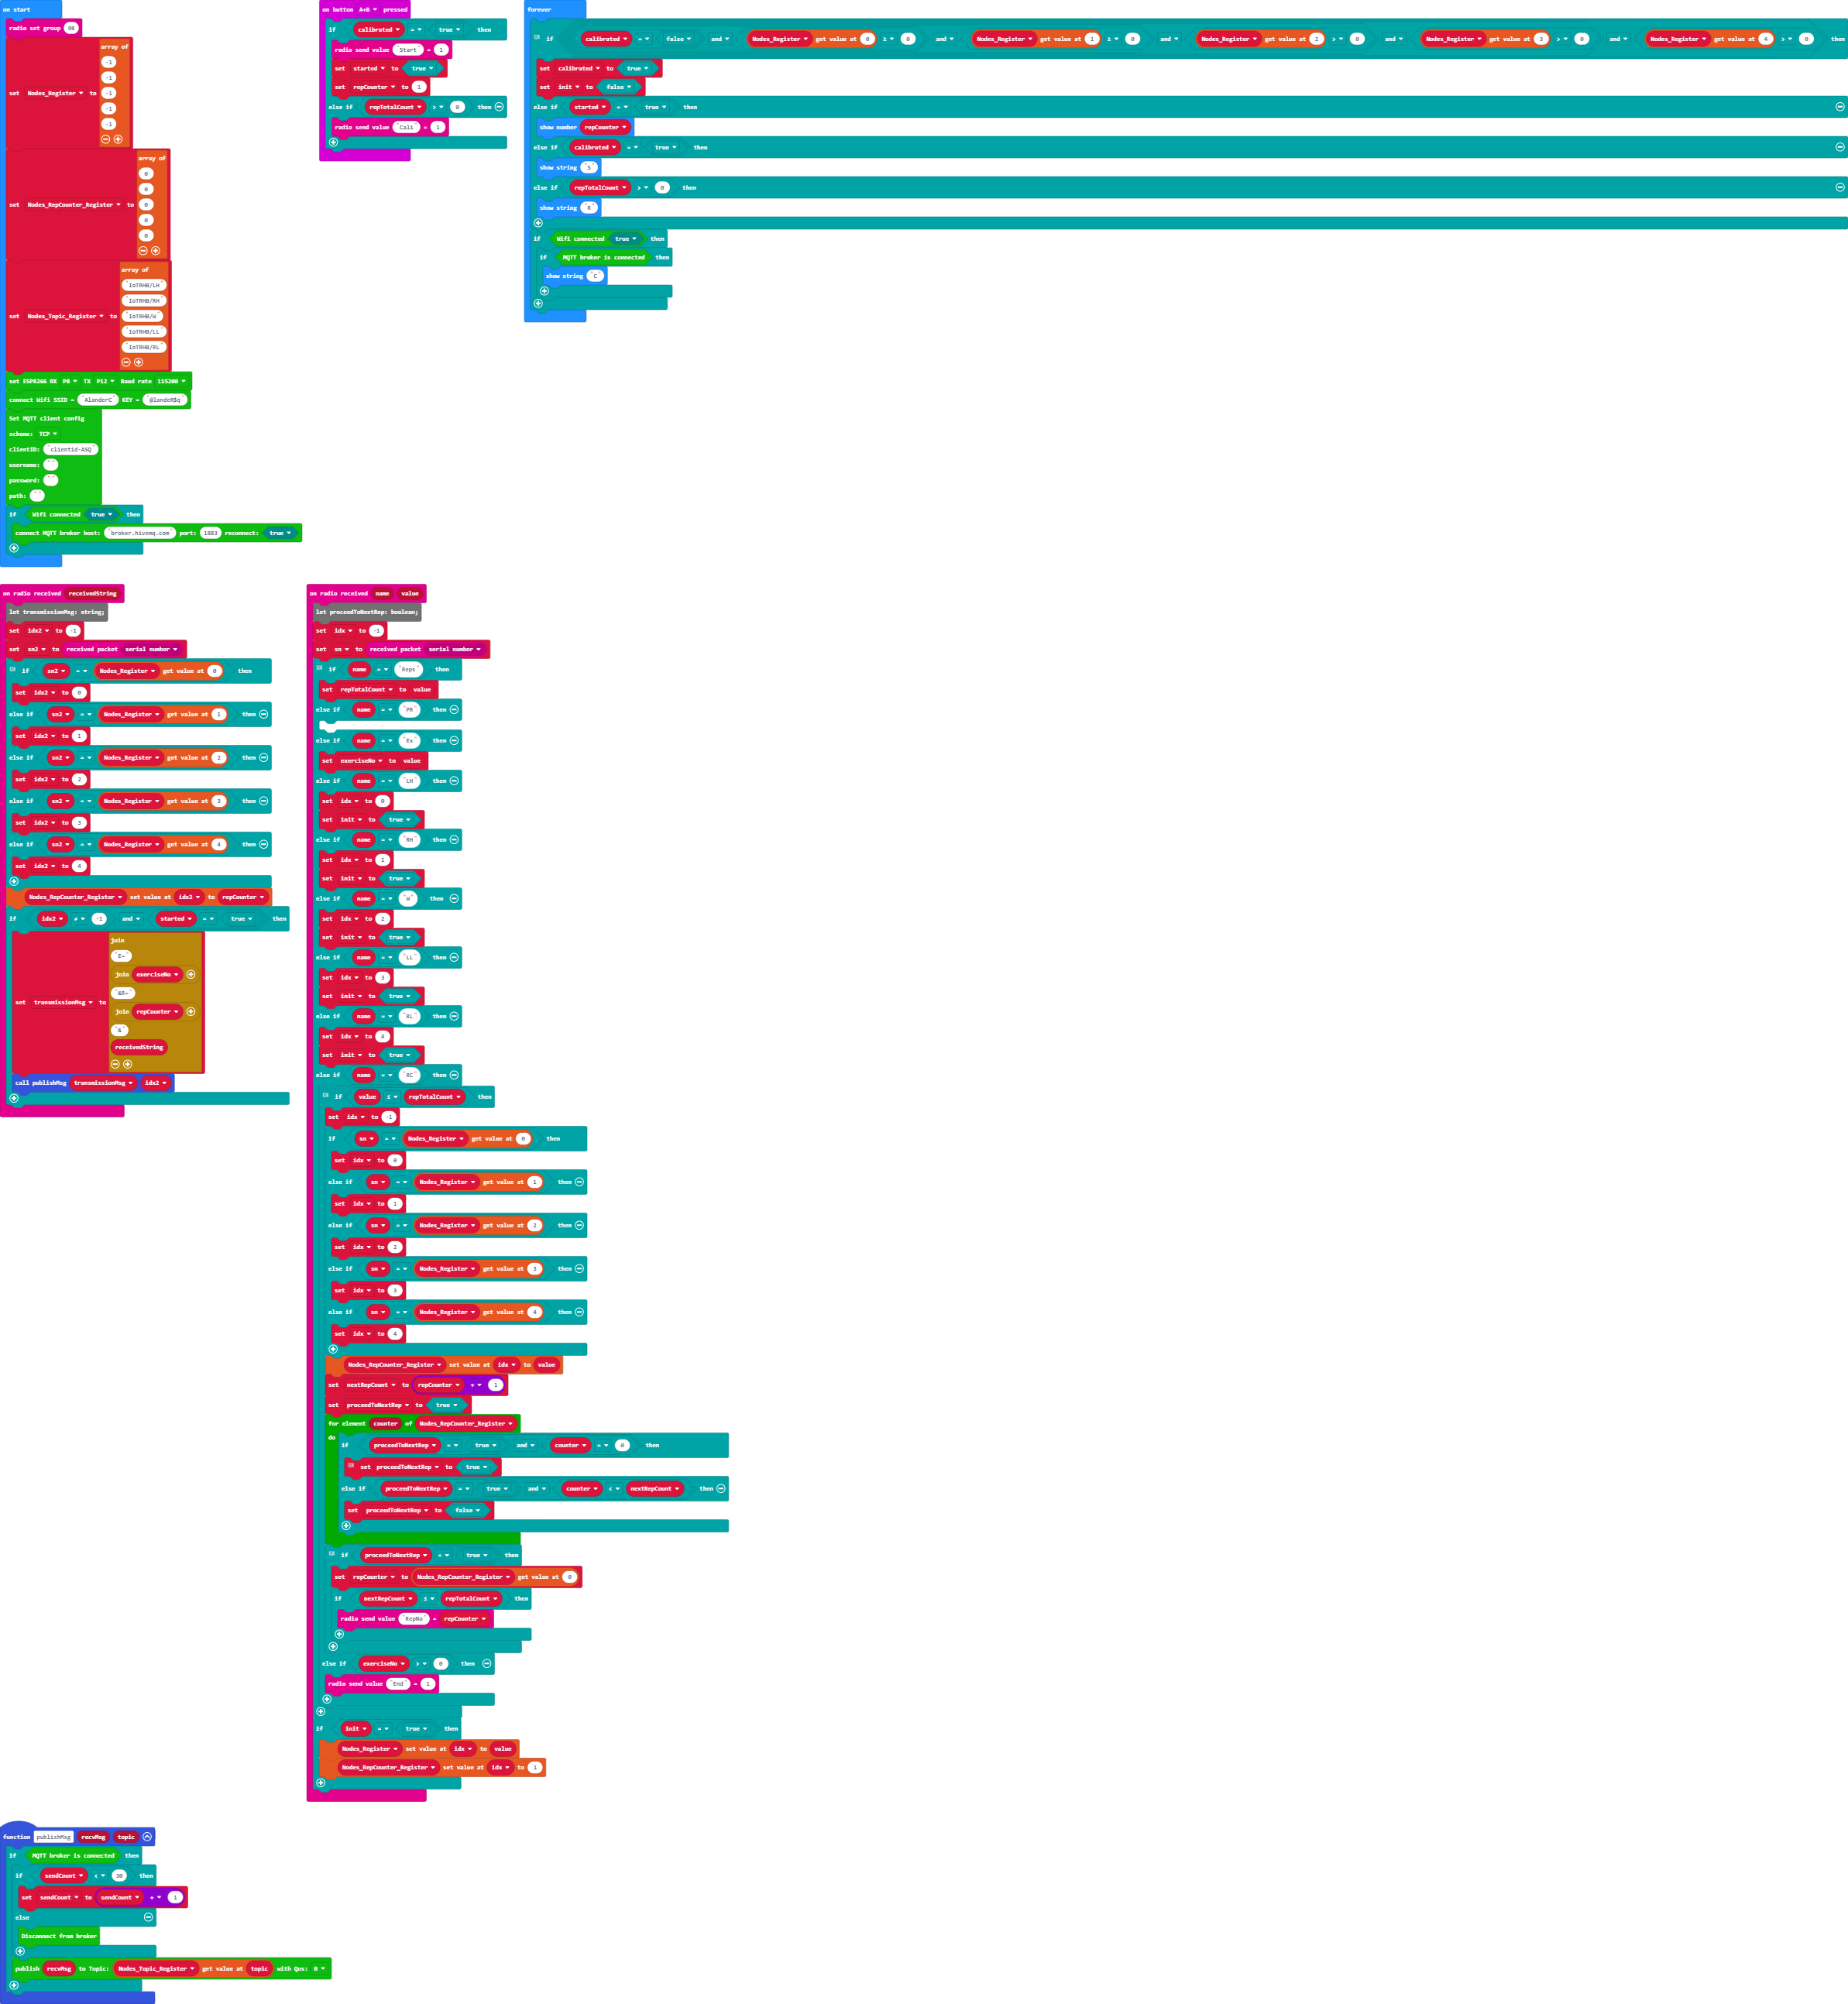 on start
radio set group 98
set Nodes_Register to array of
-1
-1
-1
-1
-1
set Nodes_RepCounter_Register to array of
0
0
0
0
0
set Nodes_Topic_Register to array of
"IoTRHB/LH"
"IoTRHB/RH"
"IoTRHB/W"
"IoTRHB/LL"
"IoTRHB/RL"
set ESP8266 RX P8 TX P12 Baud rate 115200
connect Wifi SSID = "AlanderC" KEY = "@landeR$q"
Set MQTT client config
scheme: TCP
clientID: "clientid-ASQ"
username: ""
password: ""
path: ""
if Wifi connected true then
connect MQTT broker host: "broker.hivemq.com" port: 1883 reconnect: true
on button A+B pressed
if calibrated = true then
radio send value "Start" = 1
set started to true
set repCounter to 1
else if repTotalCount > 0 then
radio send value "Cali" = 1
forever
if calibrated = false and Nodes_Register get value at 0 ≥ 0 and Nodes_Register get value at 1 ≥ 0 and Nodes_Register get value at 2 > 0 and Nodes_Register get value at 3 > 0 and Nodes_Register get value at 4 > 0 then
set calibrated to true
set init to false
else if started = true then
show number repCounter
else if calibrated = true then
show string "S"
else if repTotalCount > 0 then
show string "R"
if Wifi connected true then
if MQTT broker is connected then
show string "C"
on radio received receivedString
let transmissionMsg: string;
set idx2 to -1
set sn2 to received packet serial number
if sn2 = Nodes_Register get value at 0 then
set idx2 to 0
else if sn2 = Nodes_Register get value at 1 then
set idx2 to 1
else if sn2 = Nodes_Register get value at 2 then
set idx2 to 2
else if sn2 = Nodes_Register get value at 3 then
set idx2 to 3
else if sn2 = Nodes_Register get value at 4 then
set idx2 to 4
Nodes_RepCounter_Register set value at idx2 to repCounter
if idx2 ≠ -1 and started = true then
set transmissionMsg to join
"E="
join exerciseNo
"&R="
join repCounter
"&"
receivedString
call publishMsg transmissionMsg idx2
on radio received name value
let proceedToNextRep: boolean;
set idx to -1
set sn to received packet serial number
if name = "Reps" then
set repTotalCount to value
else if name = "PR" then
else if name = "Ex" then
set exerciseNo to value
else if name = "LH" then
set idx to 0
set init to true
else if name = "RH" then
set idx to 1
set init to true
else if name = "W" then
set idx to 2
set init to true
else if name = "LL" then
set idx to 3
set init to true
else if name = "RL" then
set idx to 4
set init to true
else if name = "RC" then
if value ≤ repTotalCount then
set idx to -1
if sn = Nodes_Register get value at 0 then
set idx to 0
else if sn = Nodes_Register get value at 1 then
set idx to 1
else if sn = Nodes_Register get value at 2 then
set idx to 2
else if sn = Nodes_Register get value at 3 then
set idx to 3
else if sn = Nodes_Register get value at 4 then
set idx to 4
Nodes_RepCounter_Register set value at idx to value
set nextRepCount to repCounter + 1
set proceedToNextRep to true
for element counter of Nodes_RepCounter_Register
do
if proceedToNextRep = true and counter = 0 then
set proceedToNextRep to true
else if proceedToNextRep = true and counter < nextRepCount then
set proceedToNextRep to false
if proceedToNextRep = true then
set repCounter to Nodes_RepCounter_Register get value at 0
if nextRepCount ≤ repTotalCount then
radio send value "RepNo" = repCounter
else if exerciseNo > 0 then
radio send value "End" = 1
if init = true then
Nodes_Register set value at idx to value
Nodes_RepCounter_Register set value at idx to 1
function publishMsg recvMsg topic
if MQTT broker is connected then
if sendCount < 30 then
set sendCount to sendCount + 1
else
Disconnect from broker
publish recvMsg to Topic: Nodes_Topic_Register get value at topic with Qos: 0